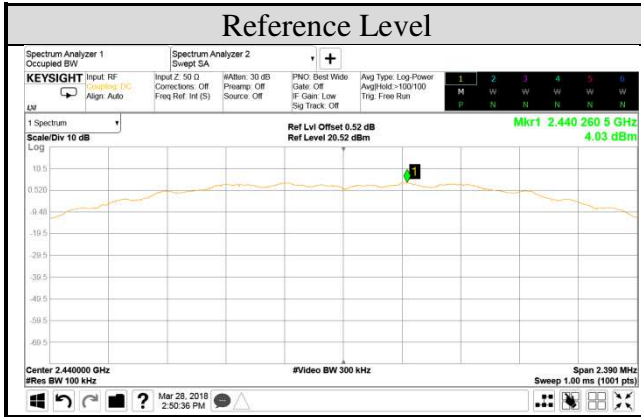 Reference Level
Spectrum Analyzer 1
Occupied BW
Spectrum Analyzer 2
Swept SA
+
KEYSIGHT
Input: RF
Coupling: DC
Align: Auto
Input Z: 50 Ω
Corrections: Off
Freq Ref: Int (S)
#Atten: 30 dB
Preamp: Off
Source: Off
PNO: Best Wide
Gate: Off
IF Gain: Low
Sig Track: Off
Avg Type: Log-Power
Avg|Hold:>100/100
Trig: Free Run
1 2 3 4 5 6
M W W W W W
P N N N N N
LXI
1 Spectrum
Scale/Div 10 dB
Ref Lvl Offset 0.52 dB
Ref Level 20.52 dBm
Mkr1 2.440 260 5 GHz
4.03 dBm
Log
1
10.5
0.520
-9.48
-19.5
-29.5
-39.5
-49.5
-59.5
-69.5
Center 2.440000 GHz
#Res BW 100 kHz
#Video BW 300 kHz
Span 2.390 MHz
Sweep 1.00 ms (1001 pts)
?
Mar 28, 2018
2:50:36 PM